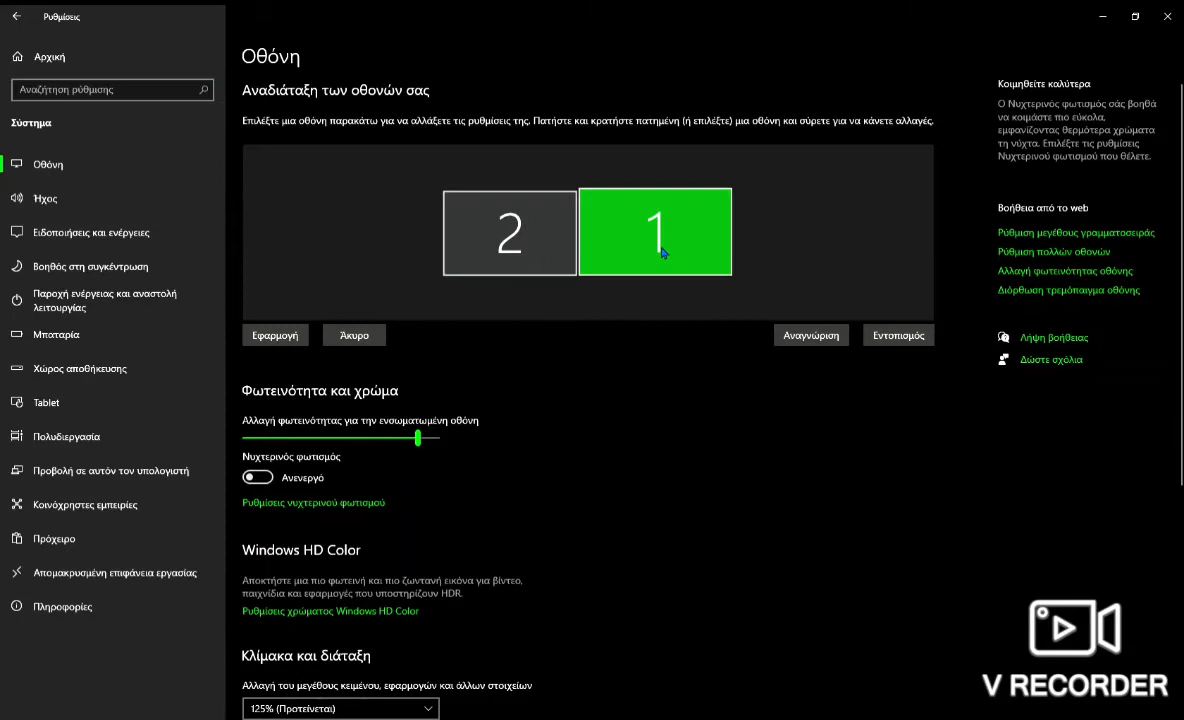 Ρυθμίσεις
Αρχική
Αναζήτηση ρύθμισης
Σύστημα
Οθόνη
Ήχος
Ειδοποιήσεις και ενέργειες
Βοηθός στη συγκέντρωση
Παροχή ενέργειας και αναστολή
λειτουργίας
Μπαταρία
Χώρος αποθήκευσης
Tablet
Πολυδιεργασία
Προβολή σε αυτόν τον υπολογιστή
Κοινόχρηστες εμπειρίες
Πρόχειρο
Απομακρυσμένη επιφάνεια εργασίας
Πληροφορίες
Οθόνη
Αναδιάταξη των οθονών σας
Επιλέξτε μια οθόνη παρακάτω για να αλλάξετε τις ρυθμίσεις της. Πατήστε και κρατήστε πατημένη (ή επιλέξτε) μια οθόνη και σύρετε για να κάνετε αλλαγές.
2
1
Εφαρμογή
Άκυρο
Αναγνώριση
Εντοπισμός
Φωτεινότητα και χρώμα
Αλλαγή φωτεινότητας για την ενσωματωμένη οθόνη
Νυχτερινός φωτισμός
Ανενεργό
Ρυθμίσεις νυχτερινού φωτισμού
Windows HD Color
Αποκτήστε μια πιο φωτεινή και πιο ζωντανή εικόνα για βίντεο,
παιχνίδια και εφαρμογές που υποστηρίζουν HDR.
Ρυθμίσεις χρώματος Windows HD Color
Κλίμακα και διάταξη
Αλλαγή του μεγέθους κειμένου, εφαρμογών και άλλων στοιχείων
125% (Προτείνεται)
Κοιμηθείτε καλύτερα
Ο Νυχτερινός φωτισμός σάς βοηθά
να κοιμάστε πιο εύκολα,
εμφανίζοντας θερμότερα χρώματα
τη νύχτα. Επιλέξτε τις ρυθμίσεις
Νυχτερινού φωτισμού που θέλετε.
Βοήθεια από το web
Ρύθμιση μεγέθους γραμματοσειράς
Ρύθμιση πολλών οθονών
Αλλαγή φωτεινότητας οθόνης
Διόρθωση τρεμόπαιγμα οθόνης
Λήψη βοήθειας
Δώστε σχόλια
V RECORDER